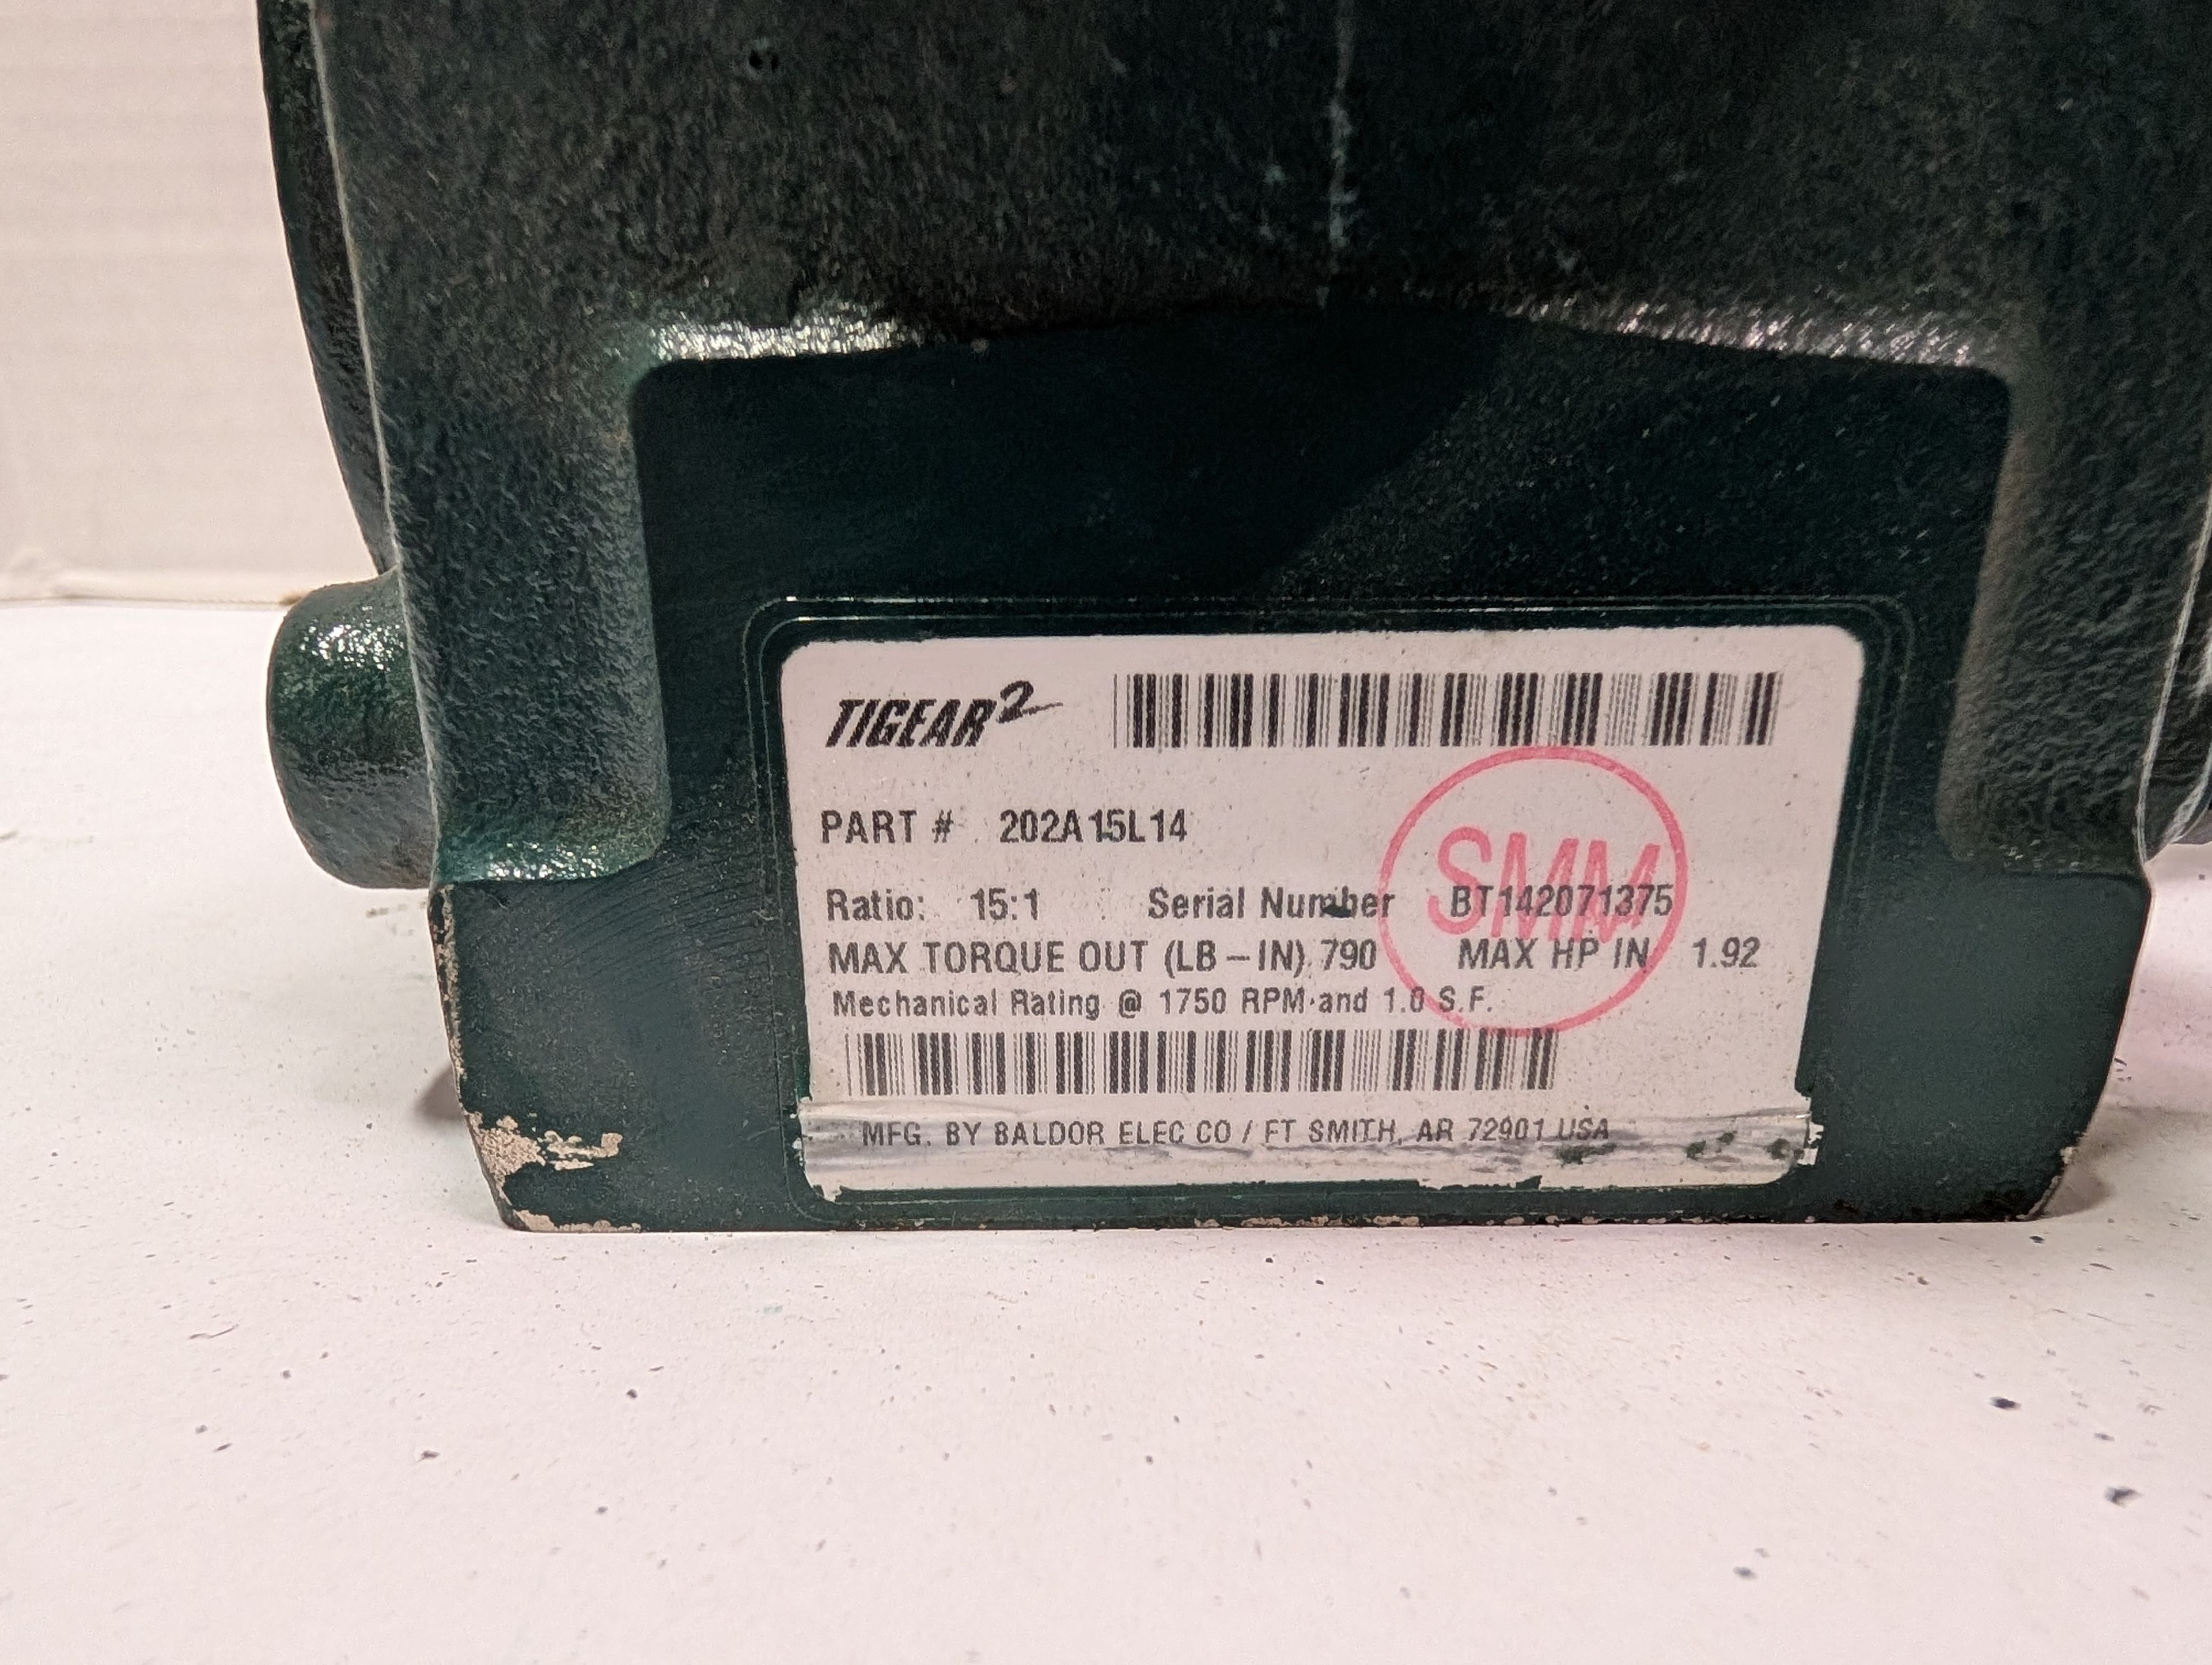 TIGEAR2
PART # 202A15L14
SMM
Ratio: 15:1 Serial Number BT142071375
MAX TORQUE OUT (LB-IN) 790 MAX HP IN 1.92
Mechanical Rating @ 1750 RPM and 1.0 S.F.
MFG. BY BALDOR ELEC CO / FT SMITH, AR 72901 USA